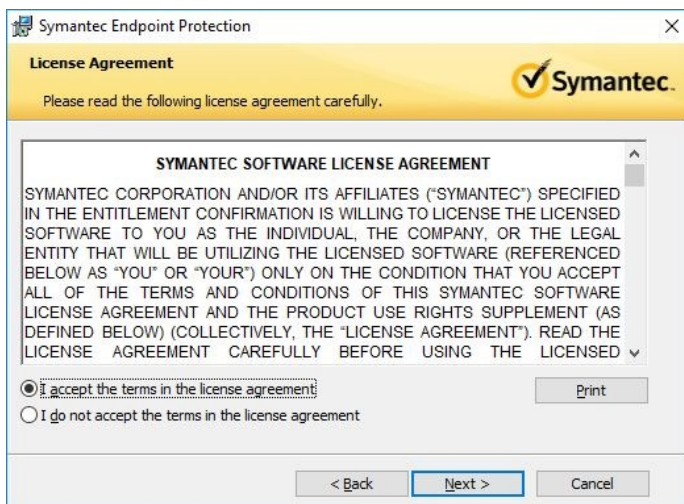 Symantec Endpoint Protection
License Agreement
Please read the following license agreement carefully.
Symantec.
SYMANTEC SOFTWARE LICENSE AGREEMENT
SYMANTEC CORPORATION AND/OR ITS AFFILIATES (“SYMANTEC”) SPECIFIED
IN THE ENTITLEMENT CONFIRMATION IS WILLING TO LICENSE THE LICENSED
SOFTWARE TO YOU AS THE INDIVIDUAL, THE COMPANY, OR THE LEGAL
ENTITY THAT WILL BE UTILIZING THE LICENSED SOFTWARE (REFERENCED
BELOW AS “YOU” OR “YOUR”) ONLY ON THE CONDITION THAT YOU ACCEPT
ALL OF THE TERMS AND CONDITIONS OF THIS SYMANTEC SOFTWARE
LICENSE AGREEMENT AND THE PRODUCT USE RIGHTS SUPPLEMENT (AS
DEFINED BELOW) (COLLECTIVELY, THE “LICENSE AGREEMENT”). READ THE
LICENSE AGREEMENT CAREFULLY BEFORE USING THE LICENSED
I accept the terms in the license agreement
Print
I do not accept the terms in the license agreement
< Back
Next >
Cancel